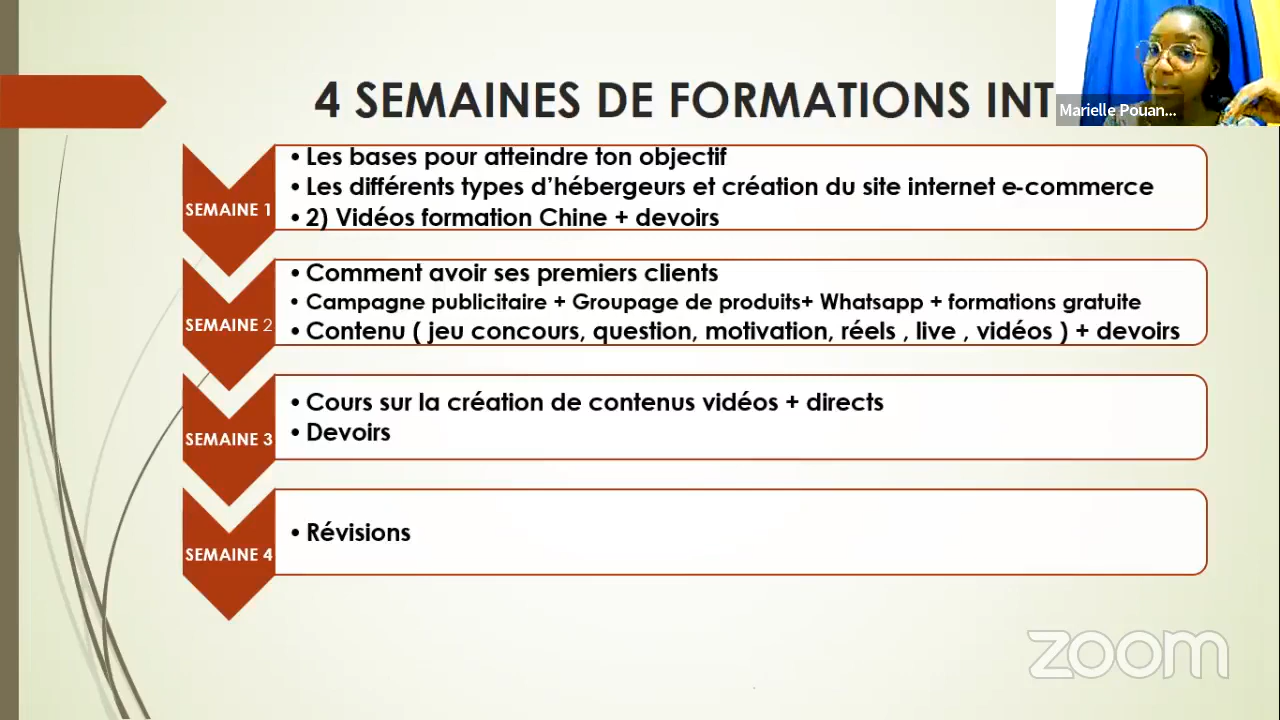 4 SEMAINES DE FORMATIONS INT
Marielle Pouan...
SEMAINE 1
• Les bases pour atteindre ton objectif
• Les différents types d’hébergeurs et création du site internet e-commerce
• 2) Vidéos formation Chine + devoirs
SEMAINE 2
• Comment avoir ses premiers clients
• Campagne publicitaire + Groupage de produits+ Whatsapp + formations gratuite
• Contenu ( jeu concours, question, motivation, réels , live , vidéos ) + devoirs
SEMAINE 3
• Cours sur la création de contenus vidéos + directs
• Devoirs
SEMAINE 4
• Révisions
zoom